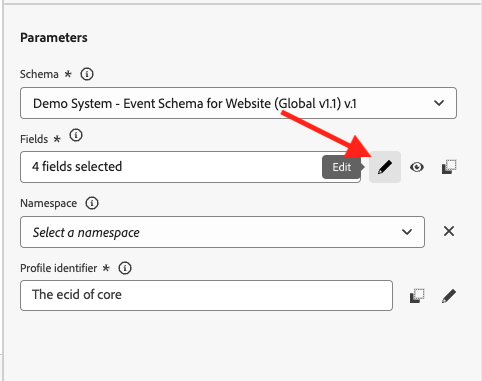 Parameters
Schema *
Demo System - Event Schema for Website (Global v1.1) v.1
Fields *
4 fields selected
Edit
Namespace
Select a namespace
Profile identifier *
The ecid of core